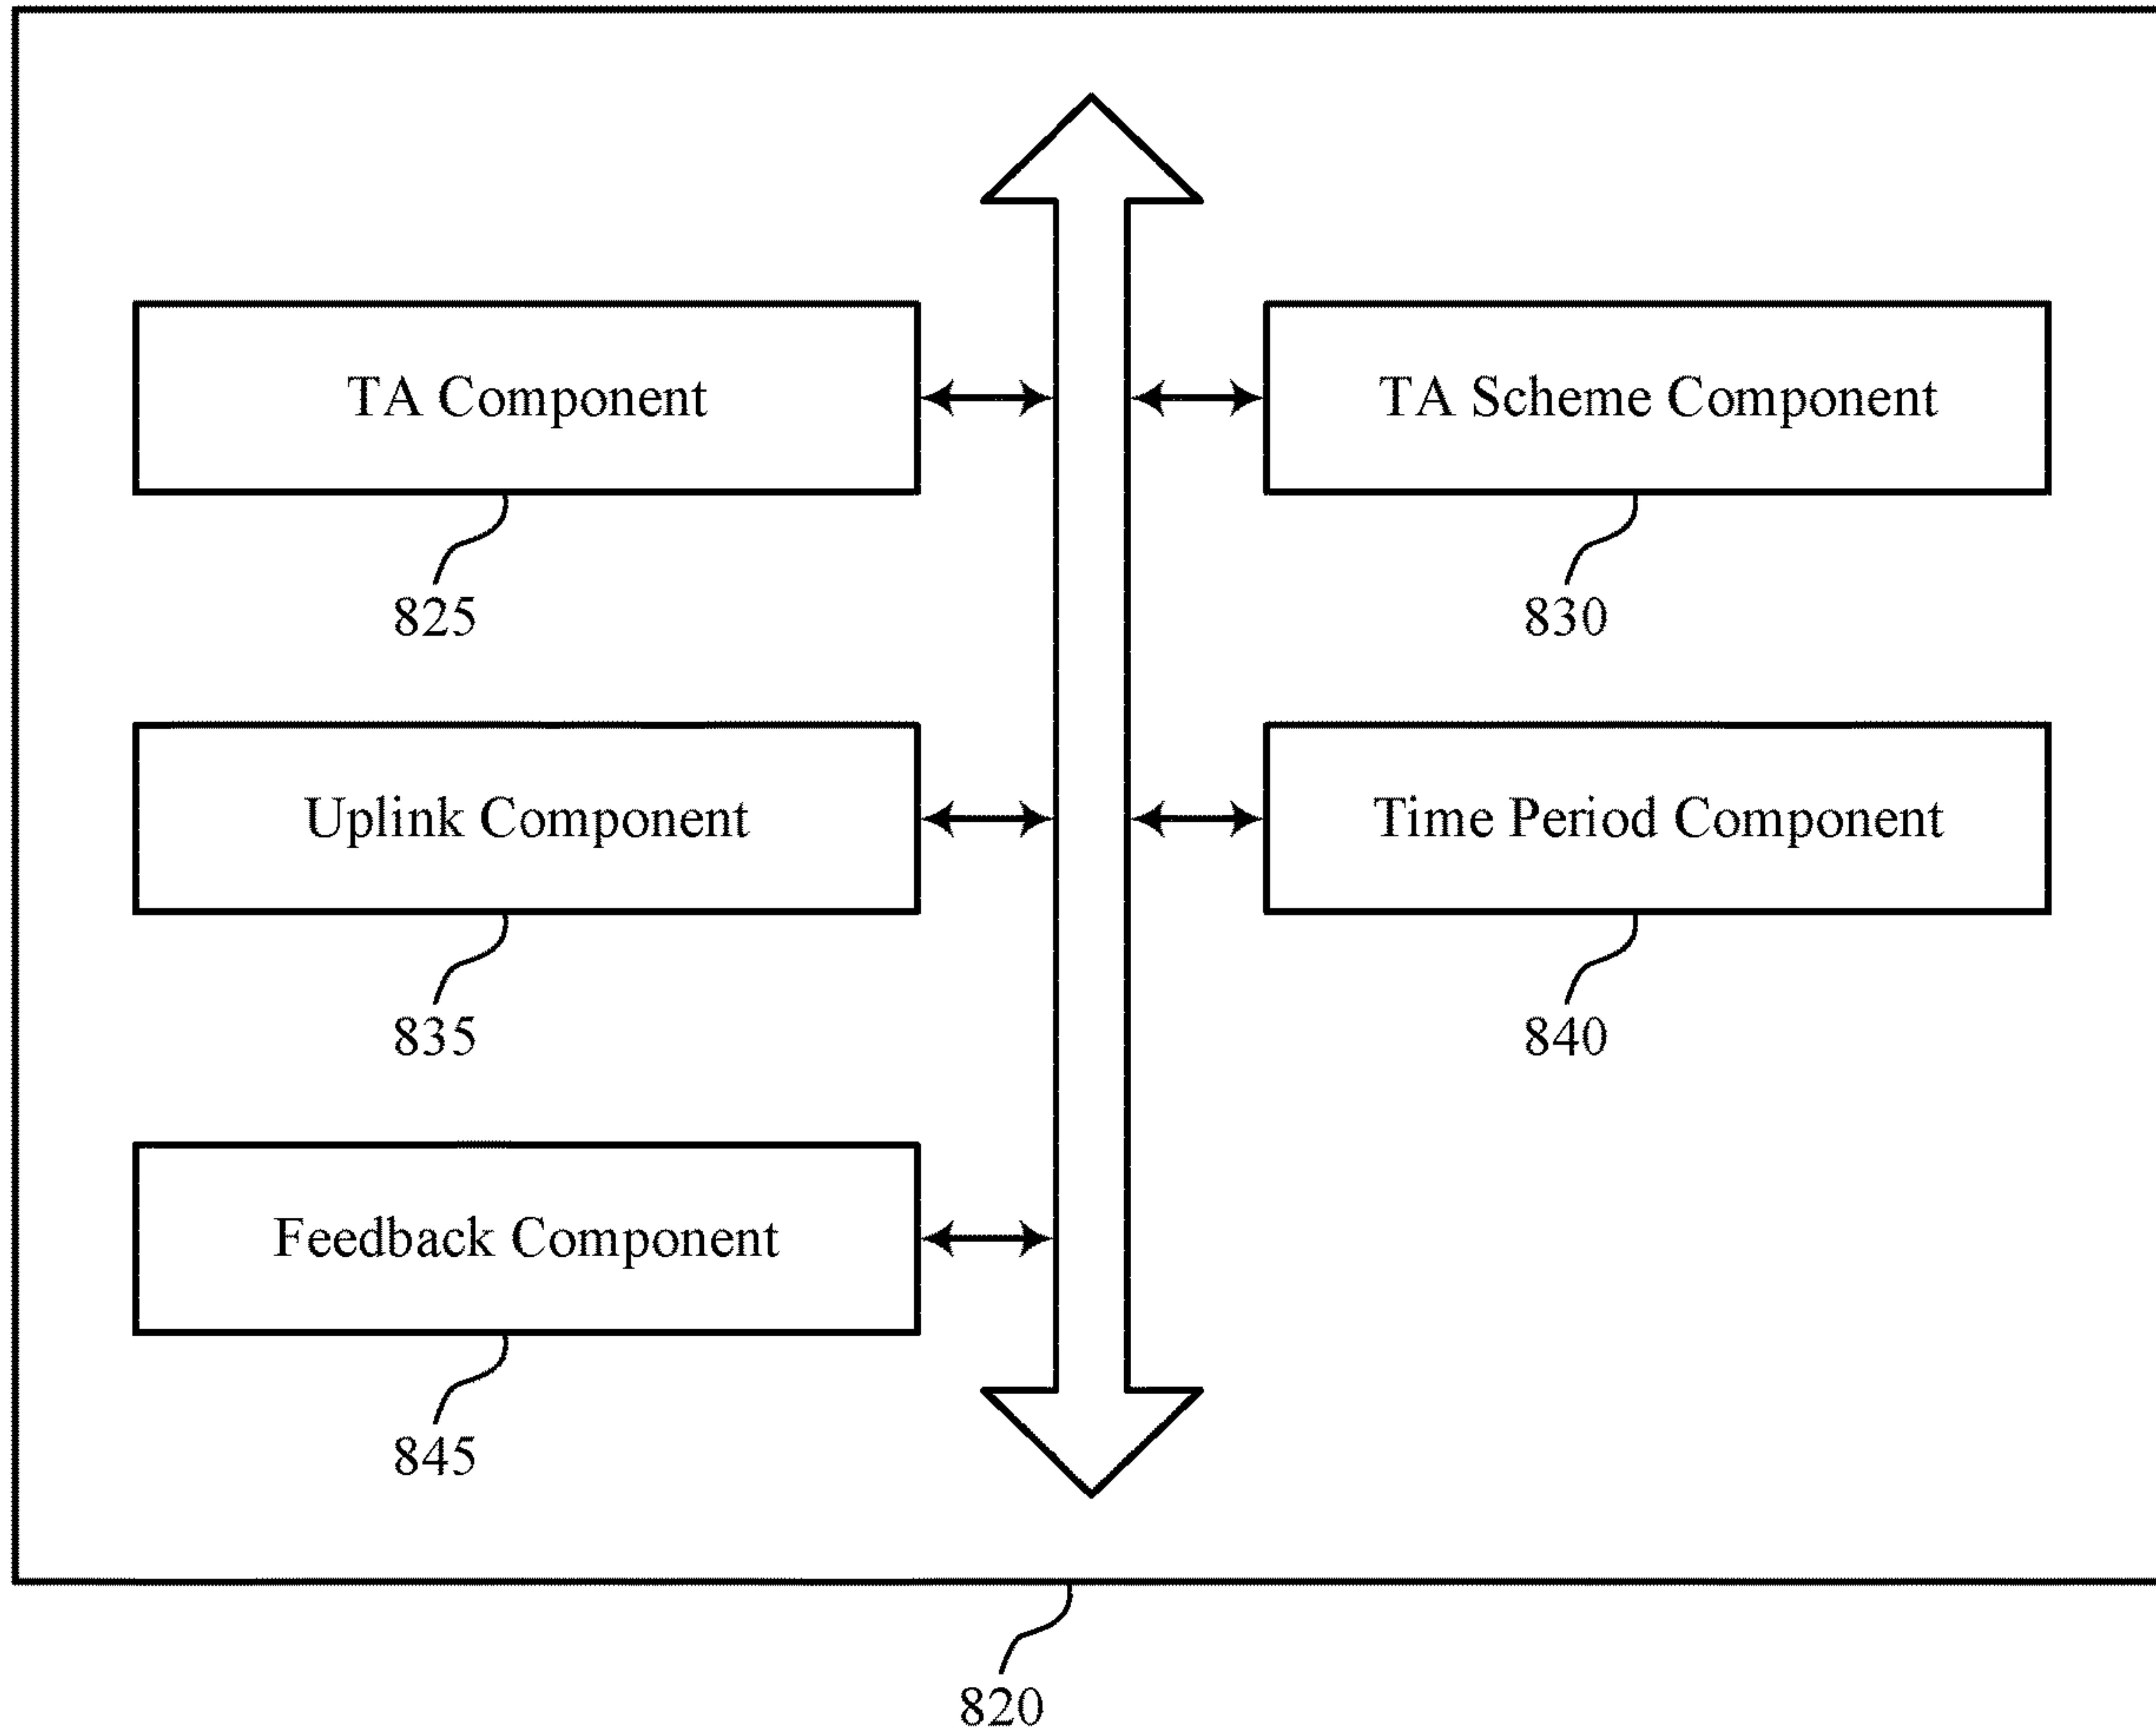 TA Component
TA Scheme Component
825
830
Uplink Component
Time Period Component
835
840
Feedback Component
845
820